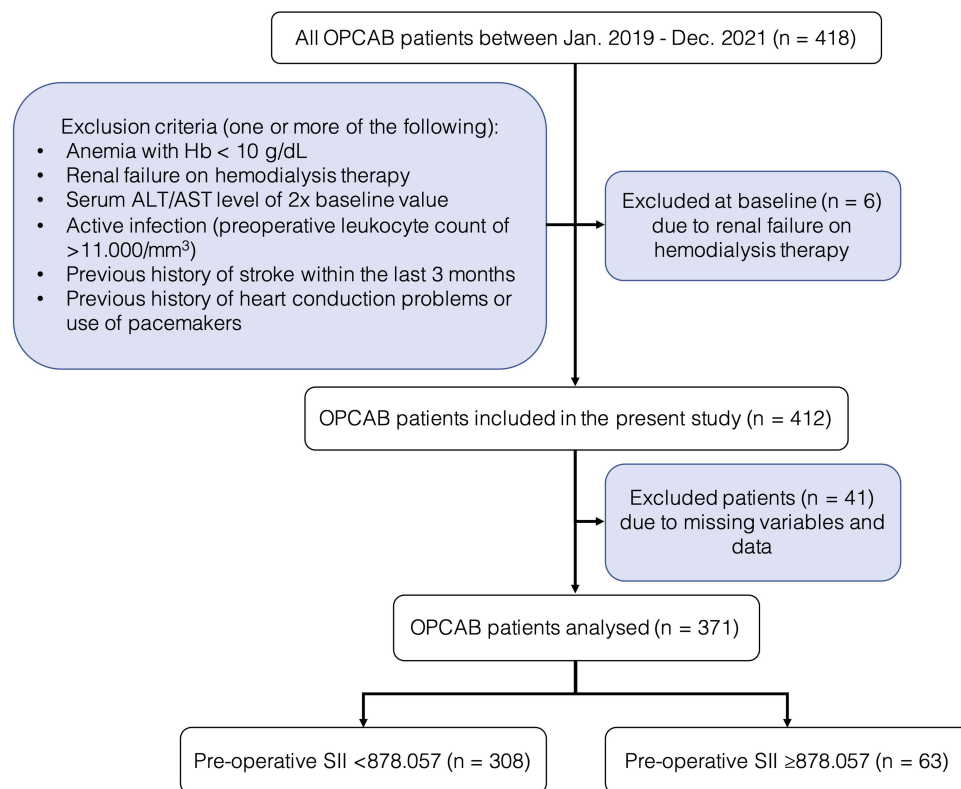 All OPCAB patients between Jan. 2019 - Dec. 2021 (n = 418)
Exclusion criteria (one or more of the following):
• Anemia with Hb < 10 g/dL
• Renal failure on hemodialysis therapy
• Serum ALT/AST level of 2x baseline value
• Active infection (preoperative leukocyte count of
>11.000/mm³)
• Previous history of stroke within the last 3 months
• Previous history of heart conduction problems or
use of pacemakers
Excluded at baseline (n = 6)
due to renal failure on
hemodialysis therapy
OPCAB patients included in the present study (n = 412)
Excluded patients (n = 41)
due to missing variables and
data
OPCAB patients analysed (n = 371)
Pre-operative SII <878.057 (n = 308)
Pre-operative SII ≥878.057 (n = 63)